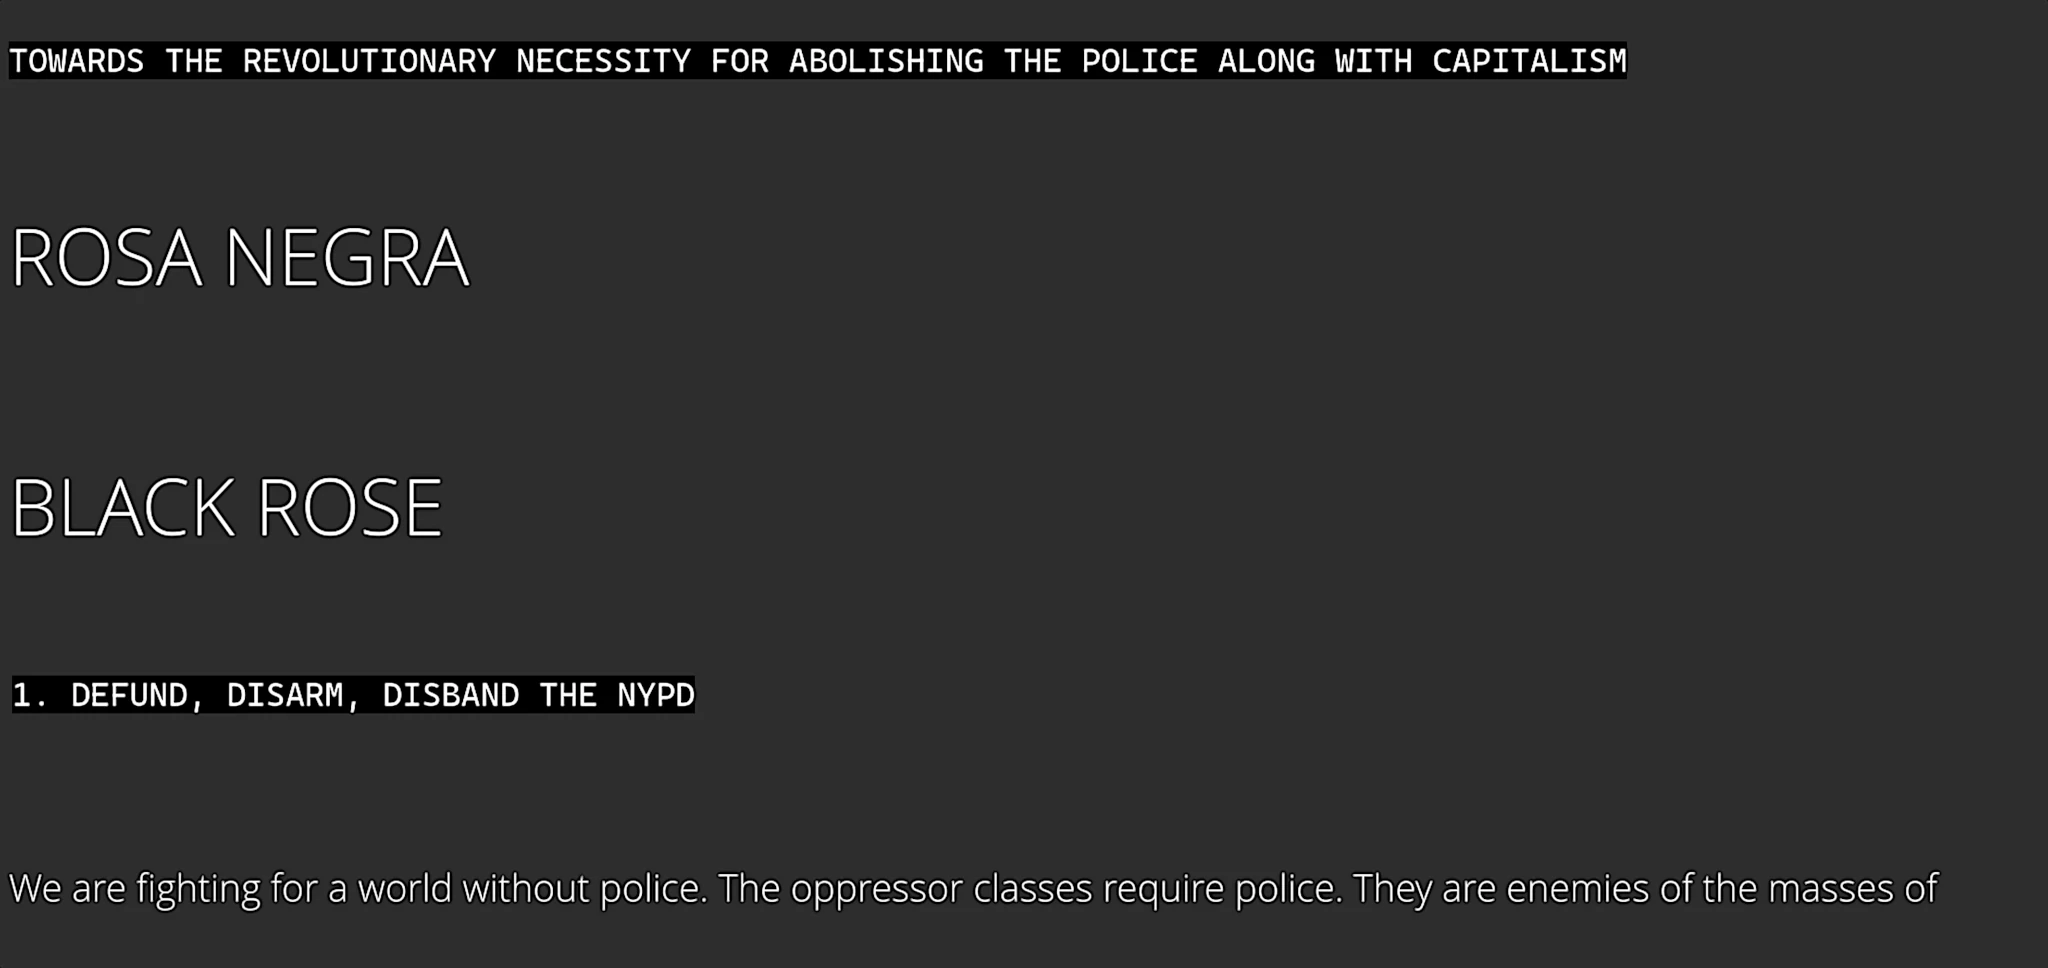 TOWARDS THE REVOLUTIONARY NECESSITY FOR ABOLISHING THE POLICE ALONG WITH CAPITALISM
ROSA NEGRA
BLACK ROSE
1. DEFUND, DISARM, DISBAND THE NYPD
We are fighting for a world without police. The oppressor classes require police. They are enemies of the masses of